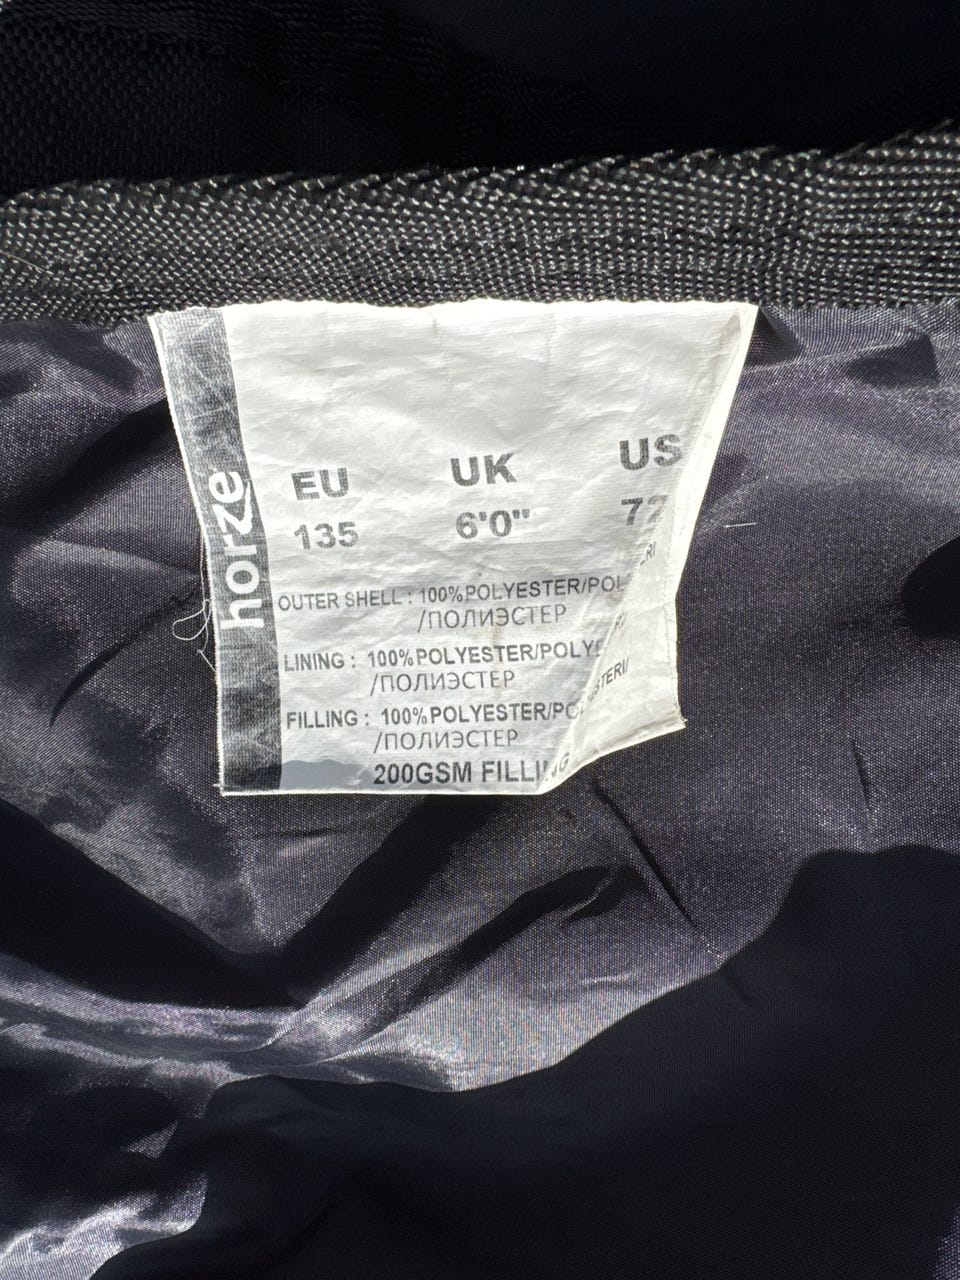 horze
EU UK US
135 6'0" 72
OUTER SHELL : 100%POLYESTER/POL
/ПОЛИЭСТЕР
LINING : 100%POLYESTER/POLYE
/ПОЛИЭСТЕР
FILLING : 100%POLYESTER/PO
/ПОЛИЭСТЕР
200GSM FILLING